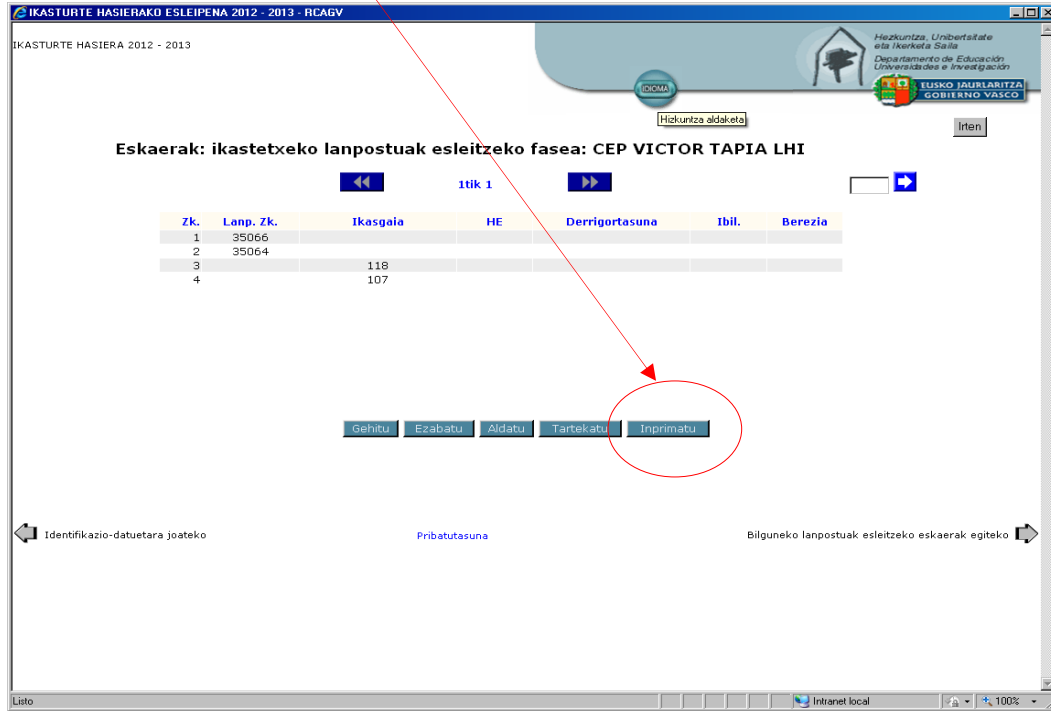 IKASTURTE HASIERAKO ESLEIPENA 2012 - 2013 - RCAGV
IKASTURTE HASIERA 2012 - 2013
Hezkuntza, Unibertsitate
eta Ikerketa Saila
Departamento de Educación
Universidades e Investigación
EUSKO JAURLARITZA
GOBIERNO VASCO
IDIOMA
Hizkuntza aldaketa
Irten
Eskaerak: ikastetxeko lanpostuak esleitzeko fasea: CEP VICTOR TAPIA LHI
1tik 1
Zk. Lanp. Zk. Ikasgaia HE Derrigortasuna Ibil. Berezia
1 35066
2 35064
3 118
4 107
Gehitu Ezabatu Aldatu Tartekatu Inprimatu
Identifikazio-datuetara joateko Pribatutasuna Bilguneko lanpostuak esleitzeko eskaerak egiteko
Listo Intranet local 100%